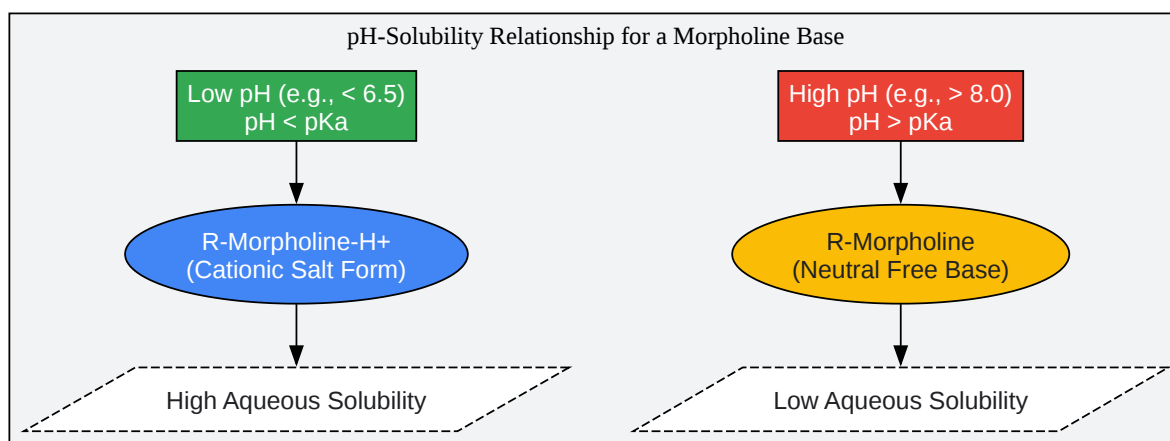 pH-Solubility Relationship for a Morpholine Base
Low pH (e.g., < 6.5)
pH < pKa
High pH (e.g., > 8.0)
pH > pKa
R-Morpholine-H+
(Cationic Salt Form)
R-Morpholine
(Neutral Free Base)
High Aqueous Solubility
Low Aqueous Solubility